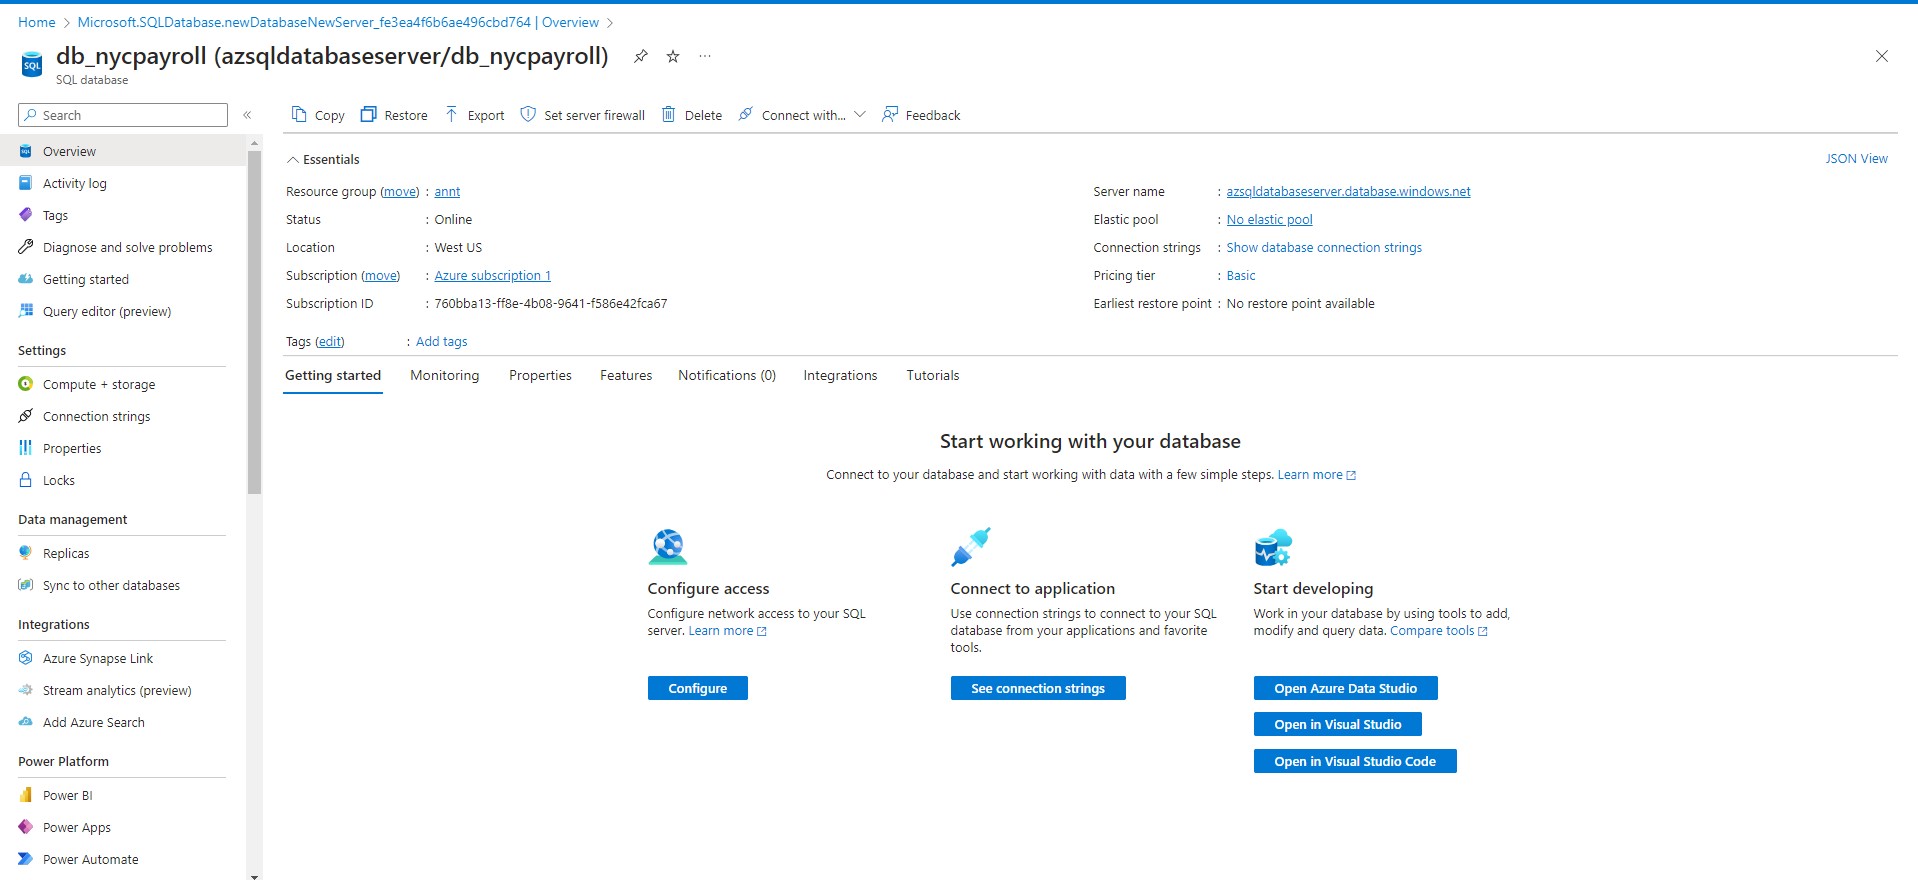 Home > Microsoft.SQLDatabase.newDatabaseNewServer_fe3ea4f6b6ae496cbd764 | Overview >
SQL
db_nycpayroll (azsqldatabaseserver/db_nycpayroll) ...
SQL database
Search «
Copy Restore Export Set server firewall Delete Connect with... Feedback
Overview
Activity log
Tags
Diagnose and solve problems
Getting started
Query editor (preview)
Settings
Compute + storage
Connection strings
Properties
Locks
Data management
Replicas
Sync to other databases
Integrations
Azure Synapse Link
Stream analytics (preview)
Add Azure Search
Power Platform
Power BI
Power Apps
Power Automate
Essentials
JSON View
Resource group (move) : annt
Status : Online
Location : West US
Subscription (move) : Azure subscription 1
Subscription ID : 760bba13-ff8e-4b08-9641-f586e42fca67
Server name : azsqldatabaseserver.database.windows.net
Elastic pool : No elastic pool
Connection strings : Show database connection strings
Pricing tier : Basic
Earliest restore point : No restore point available
Tags (edit) : Add tags
Getting started Monitoring Properties Features Notifications (0) Integrations Tutorials
Start working with your database
Connect to your database and start working with data with a few simple steps. Learn more
Configure access
Configure network access to your SQL
server. Learn more
Configure
Connect to application
Use connection strings to connect to your SQL
database from your applications and favorite
tools.
See connection strings
Start developing
Work in your database by using tools to add,
modify and query data. Compare tools
Open Azure Data Studio
Open in Visual Studio
Open in Visual Studio Code